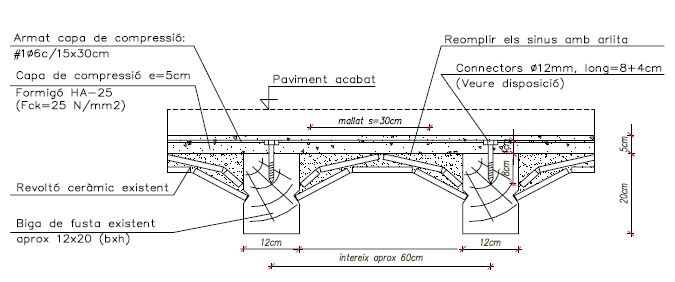 Armat capa de compressió:
#1Ø6c/15x30cm
Capa de compressió e=5cm
Formigó HA-25
(Fck=25 N/mm2)
Paviment acabat
Reomplir els sinus amb arlita
Connectors Ø12mm, long=8+4cm
(Veure disposició)
mallat s=30cm
4cm
8cm
5cm
20cm
Revoltó ceràmic existent
Biga de fusta existent
aprox 12x20 (bxh)
12cm
12cm
intereix aprox 60cm